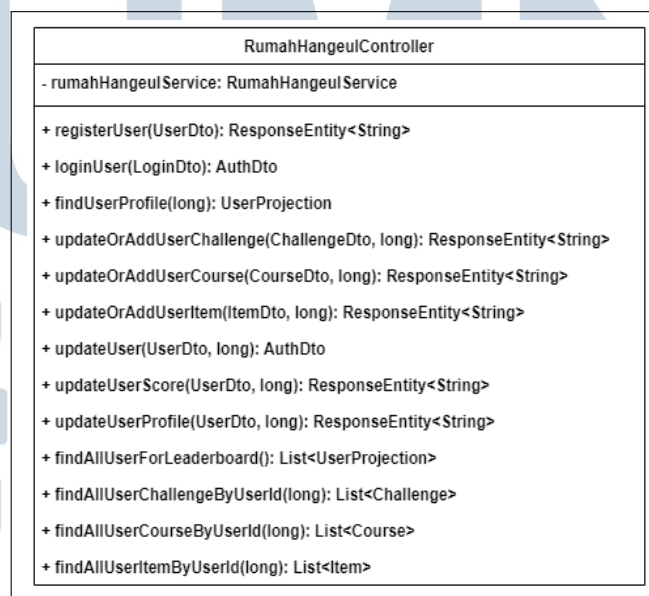 RumahHangeulController
- rumahHangeulService: RumahHangeulService
+ registerUser(UserDto): ResponseEntity<String>
+ loginUser(LoginDto): AuthDto
+ findUserProfile(long): UserProjection
+ updateOrAddUserChallenge(ChallengeDto, long): ResponseEntity<String>
+ updateOrAddUserCourse(CourseDto, long): ResponseEntity<String>
+ updateOrAddUserItem(ItemDto, long): ResponseEntity<String>
+ updateUser(UserDto, long): AuthDto
+ updateUserScore(UserDto, long): ResponseEntity<String>
+ updateUserProfile(UserDto, long): ResponseEntity<String>
+ findAllUserForLeaderboard(): List<UserProjection>
+ findAllUserChallengeByUserId(long): List<Challenge>
+ findAllUserCourseByUserId(long): List<Course>
+ findAllUserItemByUserId(long): List<Item>